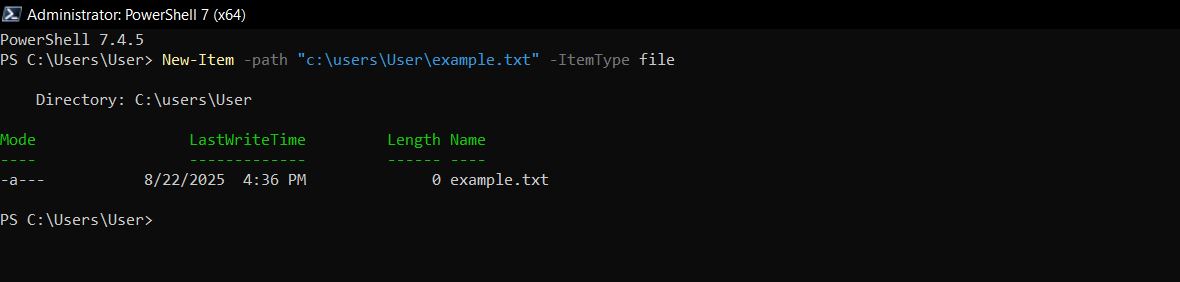 Administrator: PowerShell 7 (x64)
PowerShell 7.4.5
PS C:\Users\User> New-Item -path "c:\users\User\example.txt" -ItemType file
Directory: C:\users\User
Mode LastWriteTime Length Name
---- ------------- ------ ----
-a--- 8/22/2025 4:36 PM 0 example.txt
PS C:\Users\User>